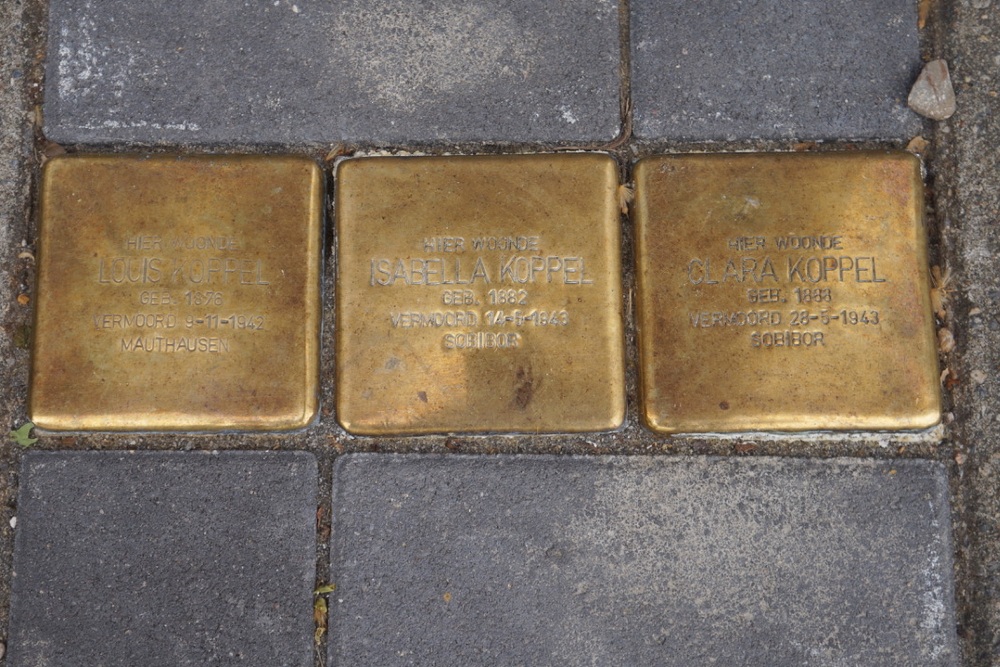 HIER WOONDE
LOUIS KOPPEL
GEB. 1878
VERMOORD 9-11-1942
MAUTHAUSEN
HIER WOONDE
ISABELLA KOPPEL
GEB. 1882
VERMOORD 14-5-1943
SOBIBOR
HIER WOONDE
CLARA KOPPEL
GEB. 1888
VERMOORD 28-5-1943
SOBIBOR